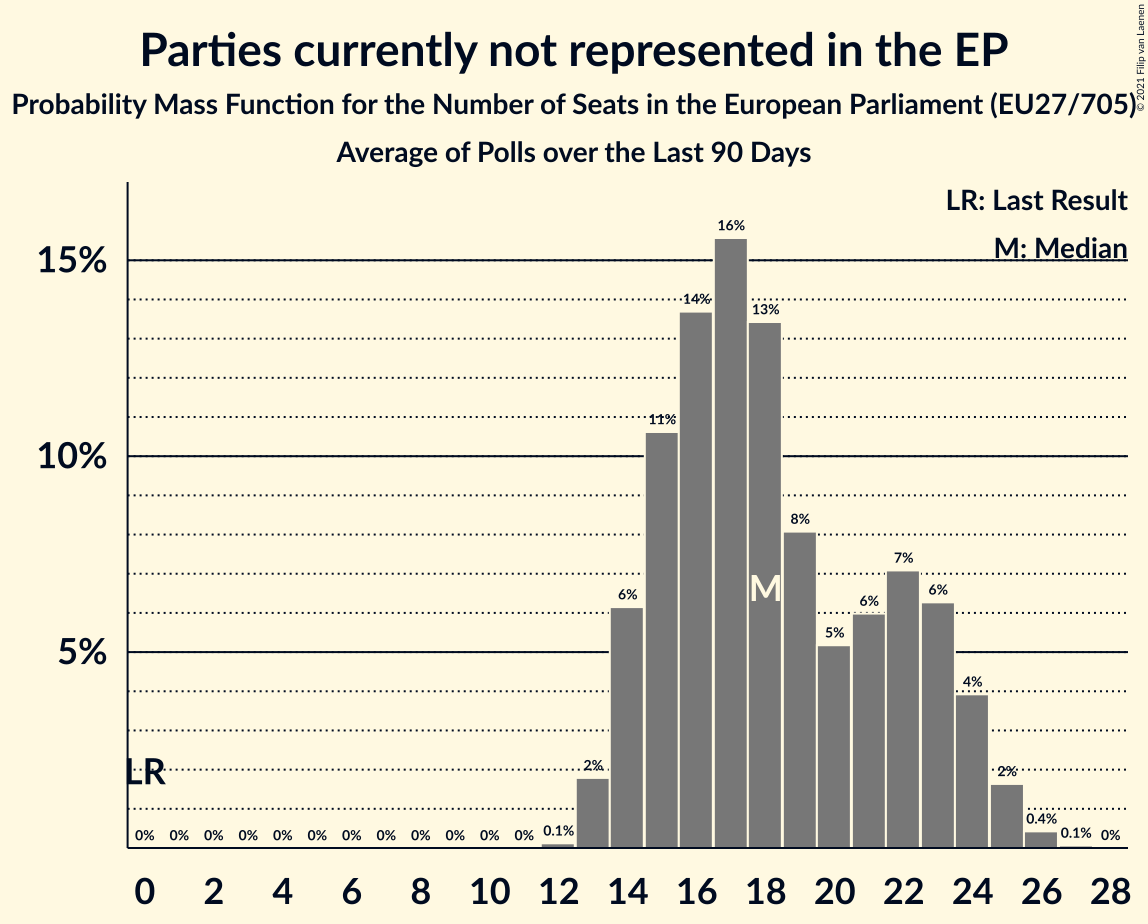 Parties currently not represented in the EP
Probability Mass Function for the Number of Seats in the European Parliament (EU27/705)
Average of Polls over the Last 90 Days
© 2021 Filip van Laenen
LR: Last Result
M: Median
15%
10%
5%
16%
14%
13%
11%
8%
7%
6%
6%
6%
5%
4%
2%
2%
0.4%
0.1%
0.1%
0%
0% 0% 0% 0% 0% 0% 0% 0% 0% 0% 0% 0%
M
LR
0 2 4 6 8 10 12 14 16 18 20 22 24 26 28